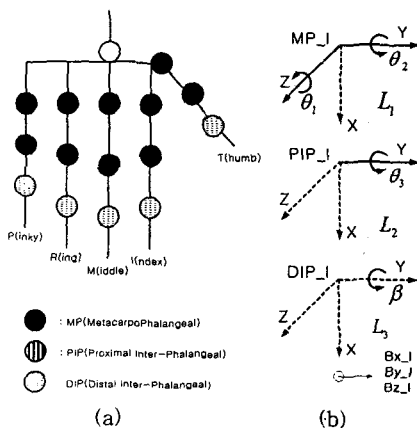 T(humb)
P(inky)
R(ing)
M(iddle)
I(ndex)
: MP(MetacarpoPhalangeal)
: PIP(Proximal Inter-Phalangeal)
: DIP(Distal Inter-Phalangeal)
(a)
MP_I
Y
θ2
Z
θ1
X
L1
PIP_I
Y
θ3
Z
X
L2
DIP_I
Y
β
Z
X
L3
Bx_I
By_I
Bz_I
(b)